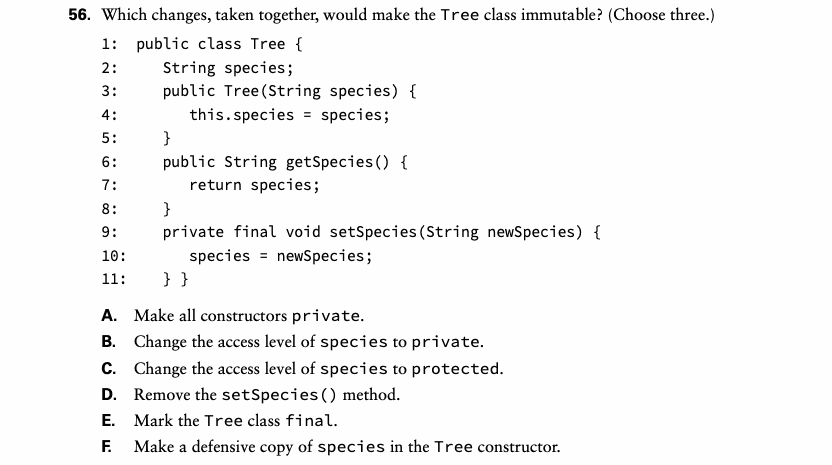 56. Which changes, taken together, would make the Tree class immutable? (Choose three.)
1: public class Tree {
2: String species;
3: public Tree(String species) {
4: this.species = species;
5: }
6: public String getSpecies() {
7: return species;
8: }
9: private final void setSpecies(String newSpecies) {
10: species = newSpecies;
11: } }
A. Make all constructors private.
B. Change the access level of species to private.
C. Change the access level of species to protected.
D. Remove the setSpecies() method.
E. Mark the Tree class final.
F. Make a defensive copy of species in the Tree constructor.